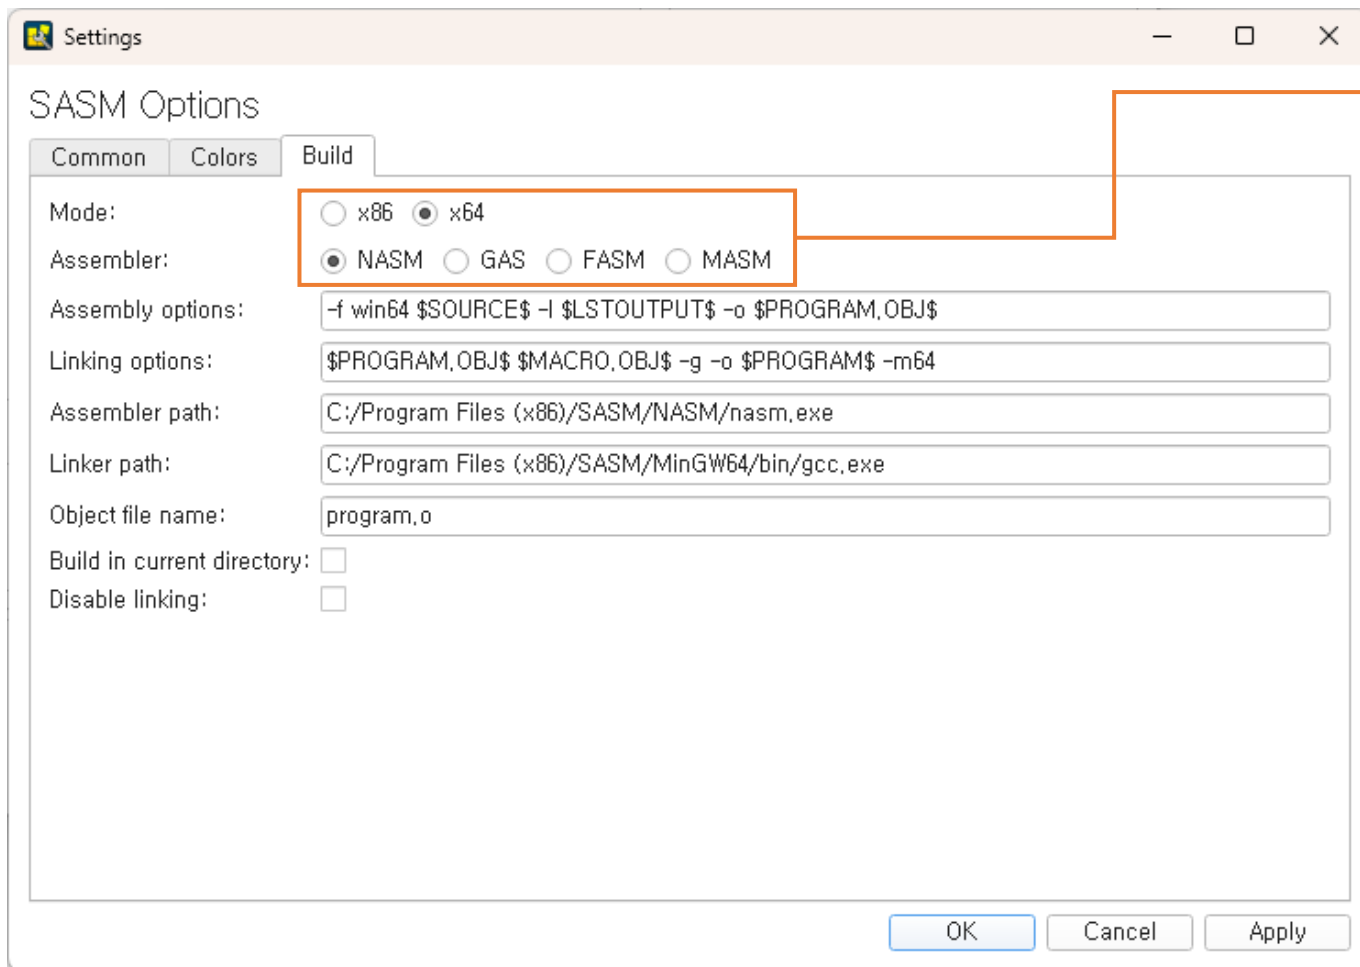 Settings
SASM Options
Common Colors Build
Mode: x86 x64
Assembler: NASM GAS FASM MASM
Assembly options: -f win64 $SOURCE$ -l $LSTOUTPUT$ -o $PROGRAM.OBJ$
Linking options: $PROGRAM.OBJ$ $MACRO.OBJ$ -g -o $PROGRAM$ -m64
Assembler path: C:/Program Files (x86)/SASM/NASM/nasm.exe
Linker path: C:/Program Files (x86)/SASM/MinGW64/bin/gcc.exe
Object file name: program.o
Build in current directory:
Disable linking:
OK Cancel Apply